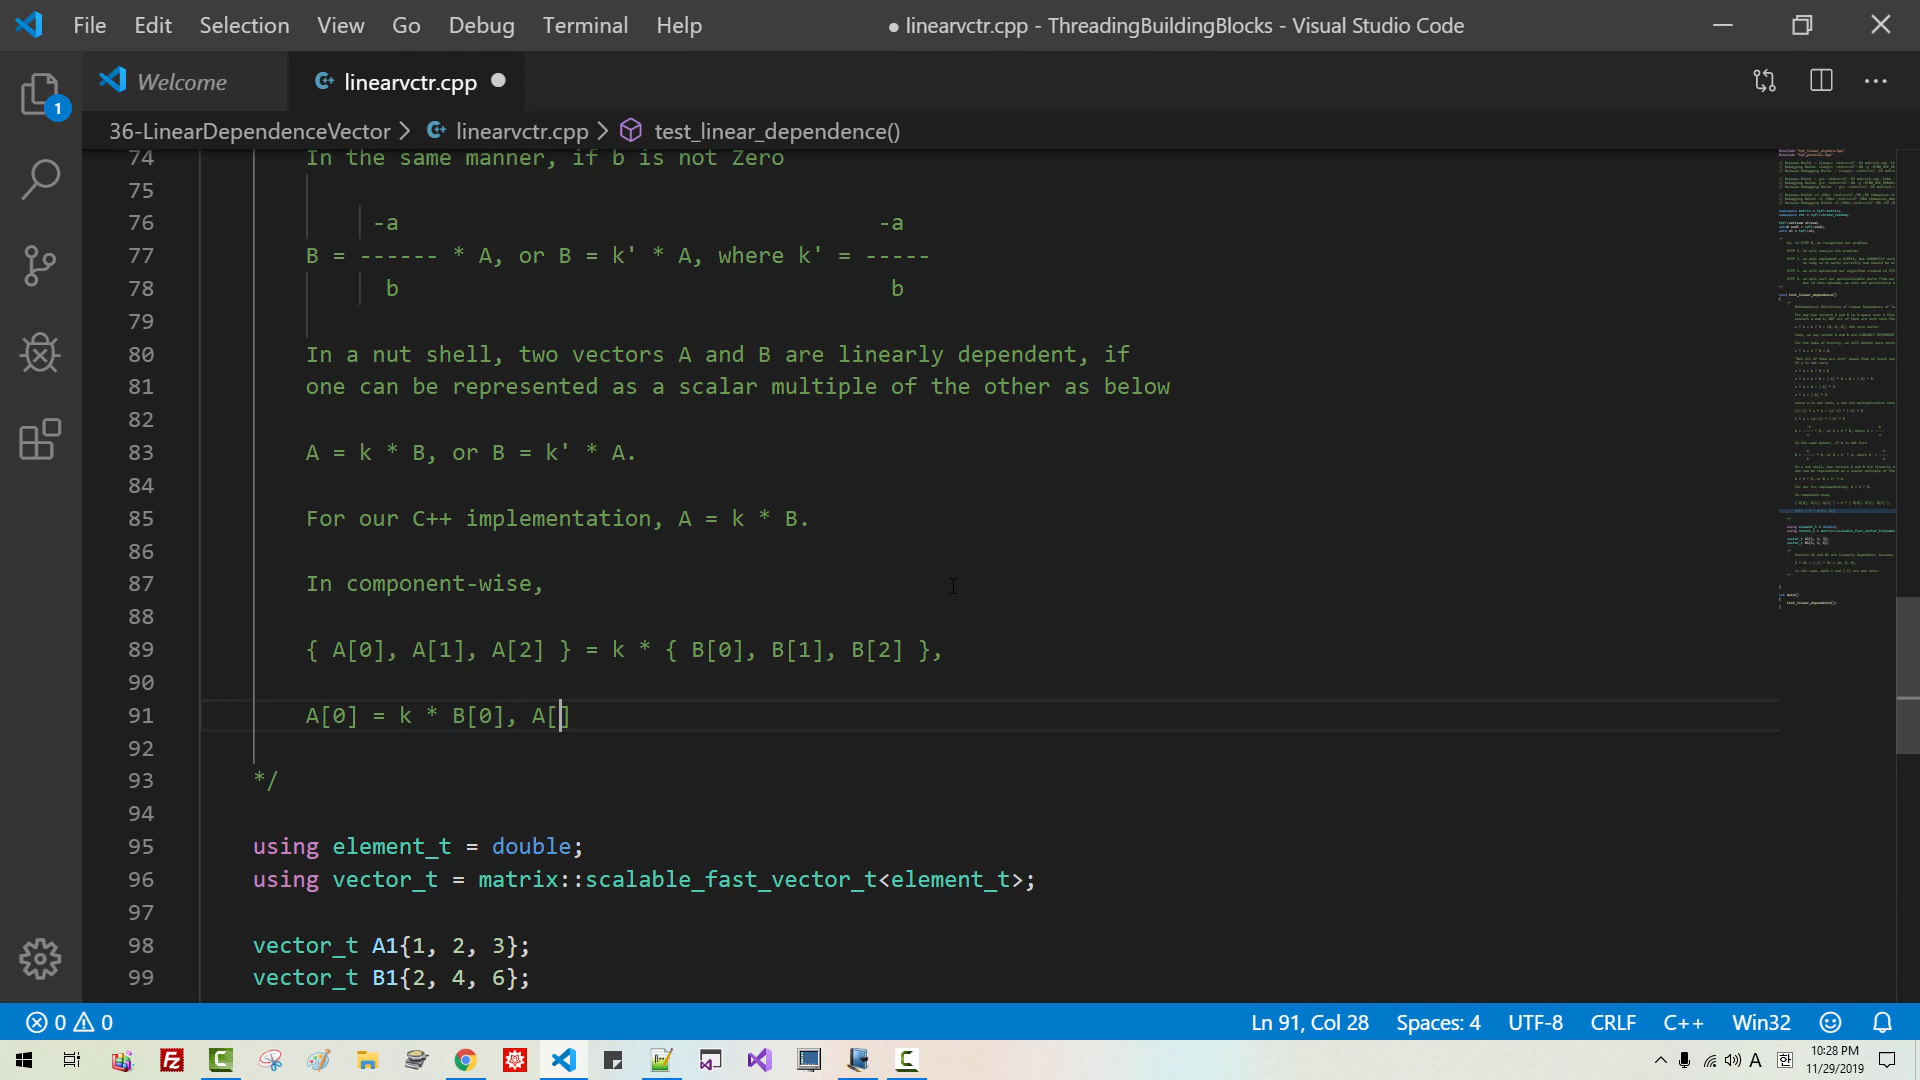 File Edit Selection View Go Debug Terminal Help ● linearvctr.cpp - ThreadingBuildingBlocks - Visual Studio Code
Welcome linearvctr.cpp
36-LinearDependenceVector > linearvctr.cpp > test_linear_dependence()
74 In the same manner, if b is not Zero
75
76 -a -a
77 B = ------ * A, or B = k' * A, where k' = -----
78 b b
79
80 In a nut shell, two vectors A and B are linearly dependent, if
81 one can be represented as a scalar multiple of the other as below
82
83 A = k * B, or B = k' * A.
84
85 For our C++ implementation, A = k * B.
86
87 In component-wise,
88
89 { A[0], A[1], A[2] } = k * { B[0], B[1], B[2] },
90
91 A[0] = k * B[0], A[]
92
93 */
94
95 using element_t = double;
96 using vector_t = matrix::scalable_fast_vector_t<element_t>;
97
98 vector_t A1{1, 2, 3};
99 vector_t B1{2, 4, 6};
1
0 0 Ln 91, Col 28 Spaces: 4 UTF-8 CRLF C++ Win32
A 한 10:28 PM
11/29/2019